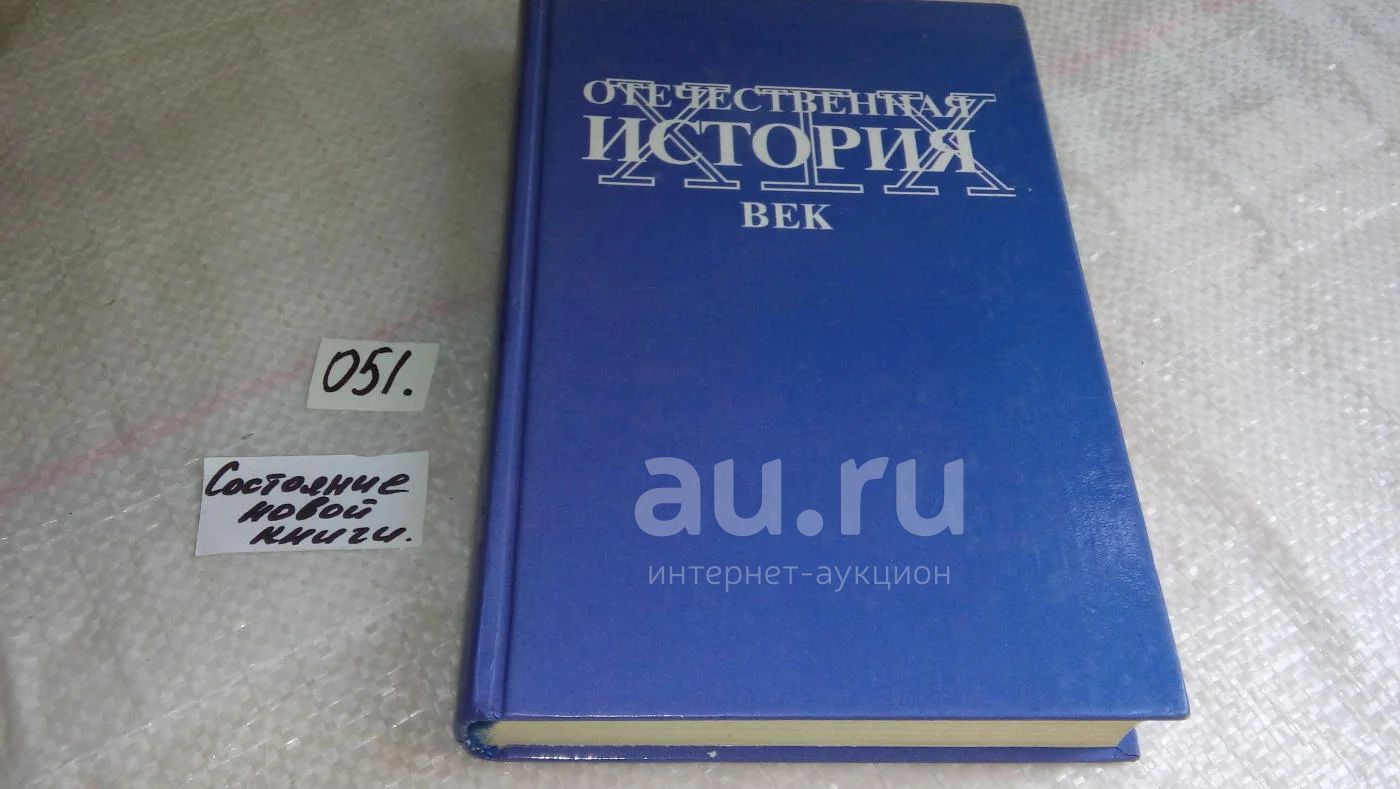 ОТЕЧЕСТВЕННАЯ
XIX
ИСТОРИЯ
ВЕК
051.
Состояние
новой
книги.
au.ru
интернет-аукцион